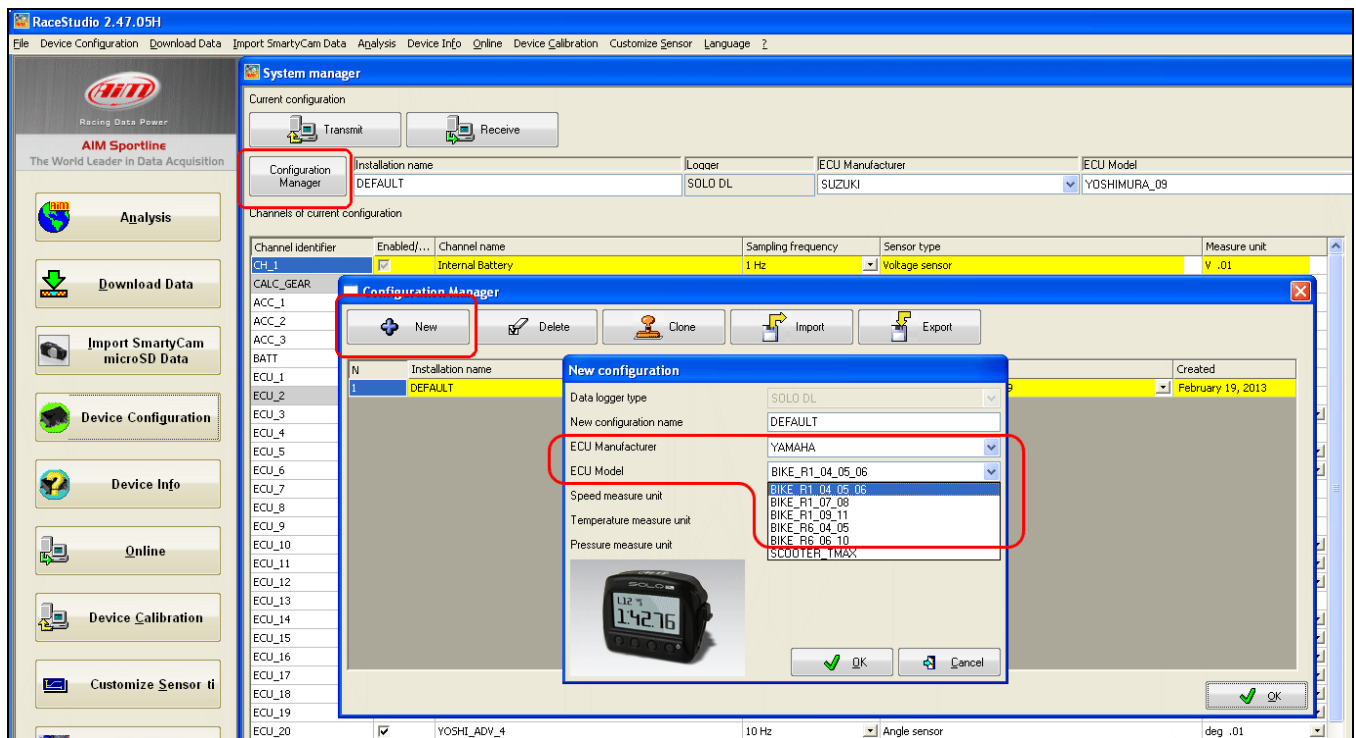 RaceStudio 2.47.05H
File Device Configuration Download Data Import SmartyCam Data Analysis Device Info Online Device Calibration Customize Sensor Language ?
AiM
Racing Data Power
AIM Sportline
The World Leader in Data Acquisition
Analysis
Download Data
Import SmartyCam
microSD Data
Device Configuration
Device Info
Online
Device Calibration
Customize Sensor ti
System manager
Current configuration
Transmit Receive
Configuration
Manager
Installation name Logger ECU Manufacturer ECU Model
DEFAULT SOLO DL SUZUKI YOSHIMURA_09
Channels of current configuration
Channel identifier Enabled/... Channel name Sampling frequency Sensor type Measure unit
CH_1 Internal Battery 1 Hz Voltage sensor V .01
CALC_GEAR
ACC_1
ACC_2
ACC_3
BATT
ECU_1
ECU_2
ECU_3
ECU_4
ECU_5
ECU_6
ECU_7
ECU_8
ECU_9
ECU_10
ECU_11
ECU_12
ECU_13
ECU_14
ECU_15
ECU_16
ECU_17
ECU_18
ECU_19
ECU_20 YOSHI_ADV_4 10 Hz Angle sensor deg .01
Configuration Manager
New Delete Clone Import Export
N Installation name Created
1 DEFAULT 9 February 19, 2013
New configuration
Data logger type SOLO DL
New configuration name DEFAULT
ECU Manufacturer YAMAHA
ECU Model BIKE_R1_04_05_06
BIKE_R1_04_05_06
BIKE_R1_07_08
BIKE_R1_09_11
BIKE_R6_04_05
BIKE_R6_06_10
SCOOTER_TMAX
Speed measure unit
Temperature measure unit
Pressure measure unit
SOLO DL
1:42.76
OK Cancel
OK